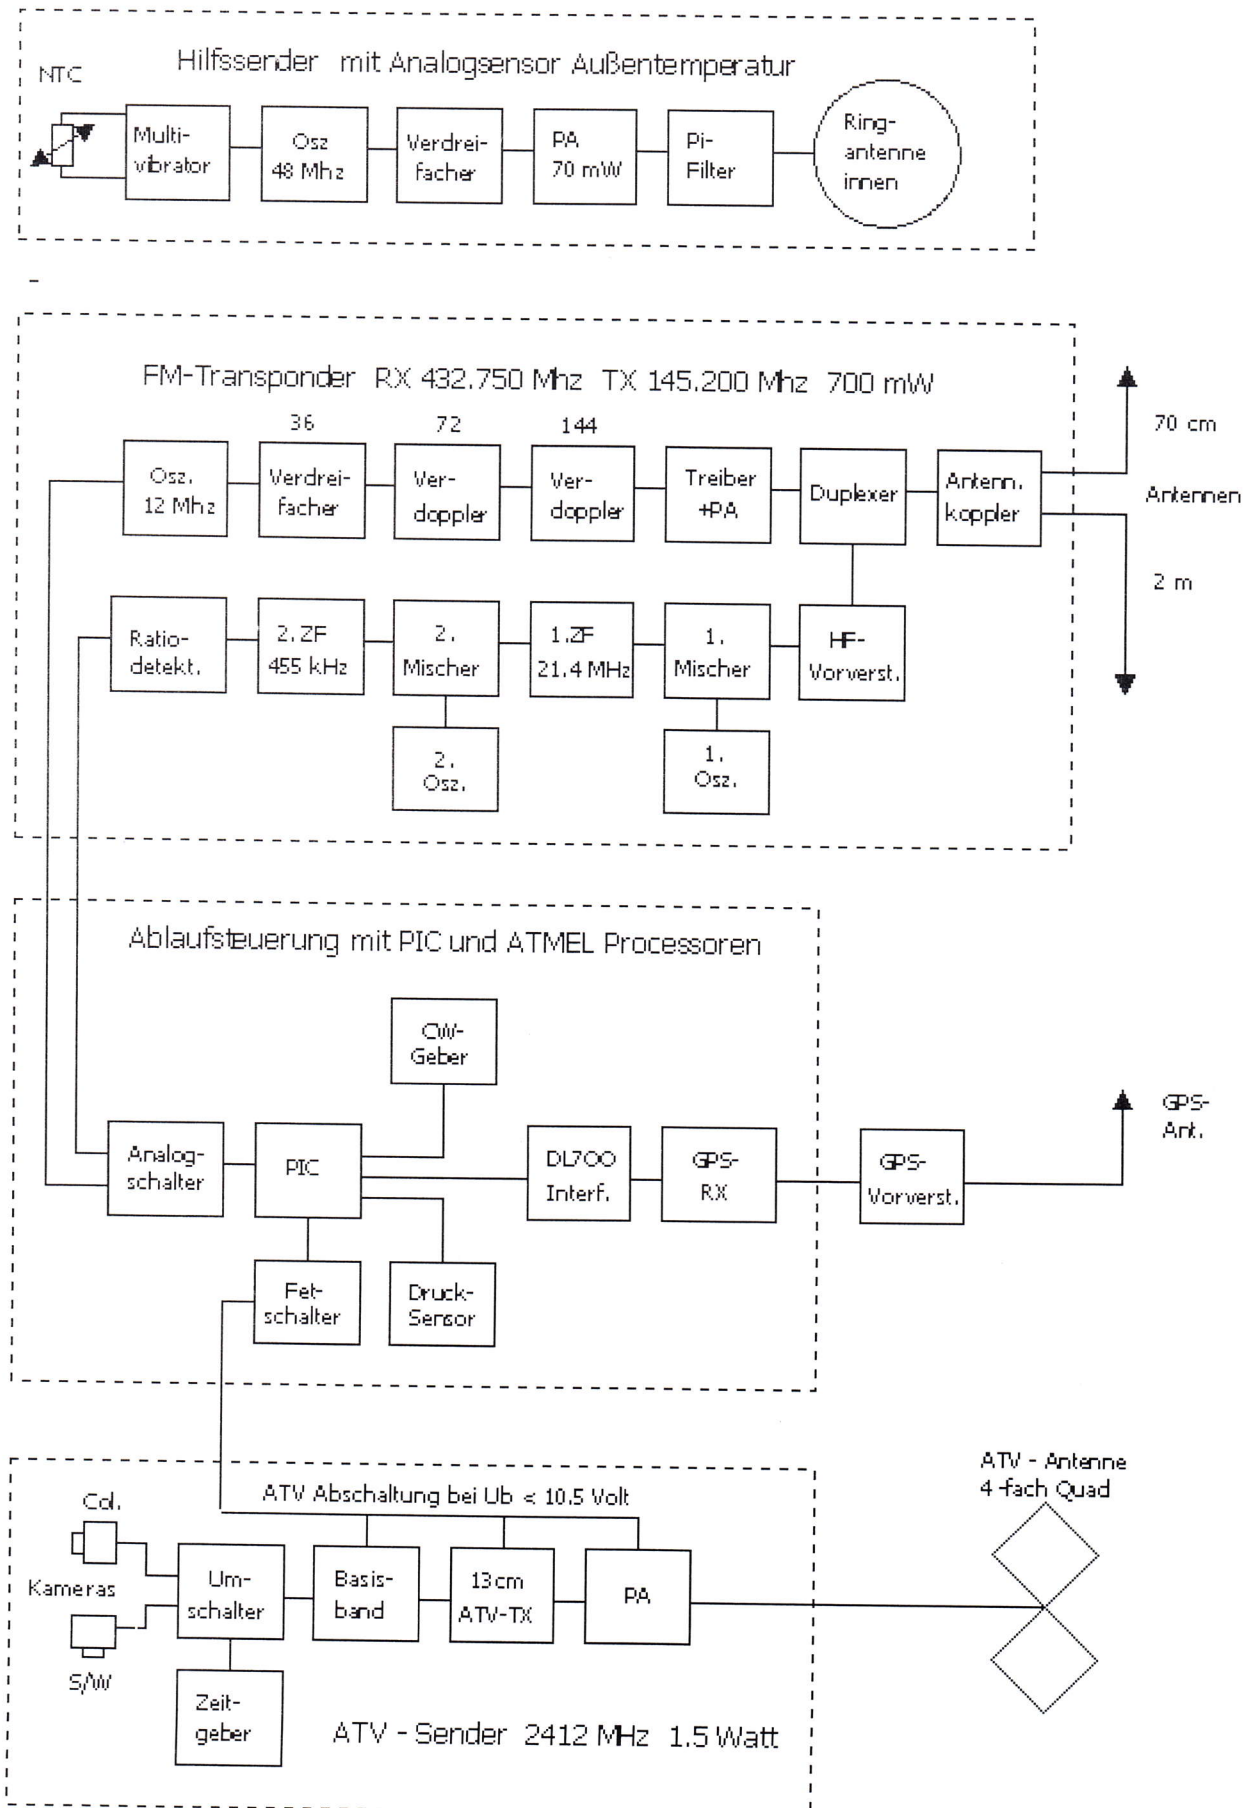 Hilfssender mit Analogsensor Außentemperatur
NTC
Multi-
vibrator
Osz
48 Mhz
Verdrei-
facher
PA
70 mW
Pi-
Filter
Ring-
antenne
innen
-
FM-Transponder RX 432.750 Mhz TX 145.200 Mhz 700 mW
36
72
144
Osz.
12 Mhz
Verdrei-
facher
Ver-
doppler
Ver-
doppler
Treiber
+PA
Duplexer
Antenn.
koppler
70 cm
Antennen
2 m
Ratio-
detekt.
2. ZF
455 kHz
2.
Mischer
1.ZF
21.4 MHz
1.
Mischer
HF-
Vorverst.
2.
Osz.
1.
Osz.
Ablaufsteuerung mit PIC und ATMEL Processoren
CW-
Geber
Analog-
schalter
PIC
DL700
Interf.
GPS-
RX
GPS-
Vorverst.
GPS-
Ant.
Fet-
schalter
Druck-
Sensor
ATV Abschaltung bei Ub < 10.5 Volt
ATV - Antenne
4-fach Quad
Col.
Kameras
S/W
Um-
schalter
Basis-
band
13cm
ATV-TX
PA
Zeit-
geber
ATV - Sender 2412 MHz 1.5 Watt